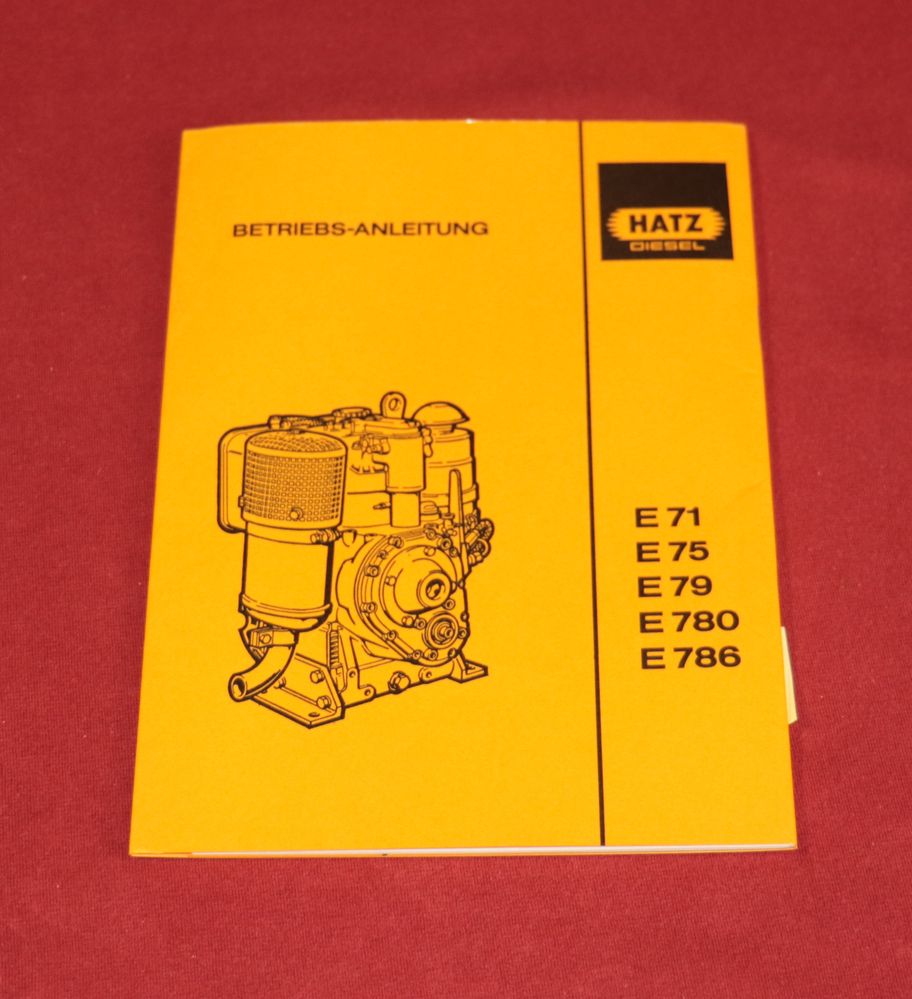 BETRIEBS-ANLEITUNG
HATZ
DIESEL
E 71
E 75
E 79
E 780
E 786